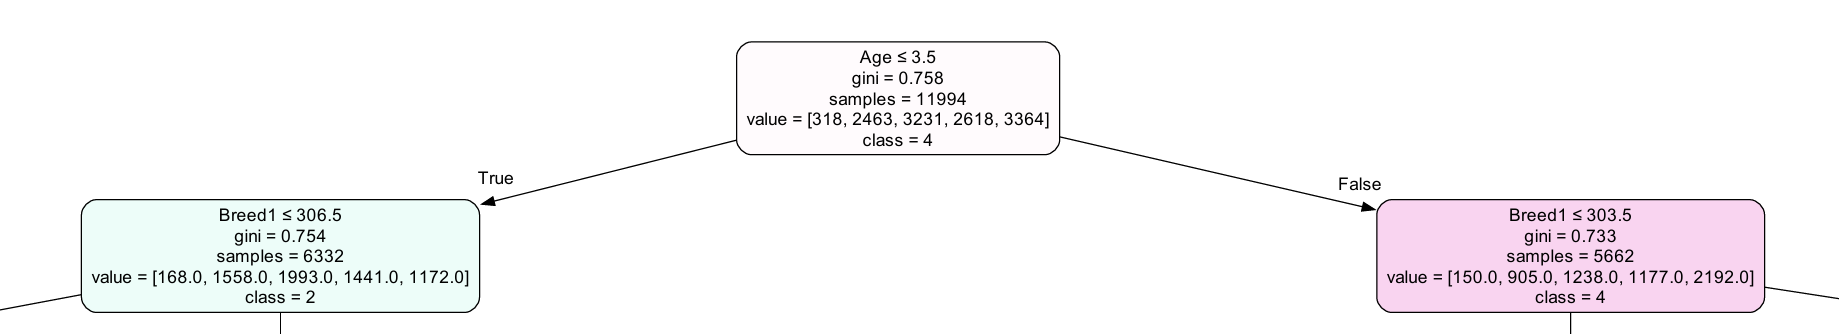 Age ≤ 3.5
gini = 0.758
samples = 11994
value = [318, 2463, 3231, 2618, 3364]
class = 4
True
False
Breed1 ≤ 306.5
gini = 0.754
samples = 6332
value = [168.0, 1558.0, 1993.0, 1441.0, 1172.0]
class = 2
Breed1 ≤ 303.5
gini = 0.733
samples = 5662
value = [150.0, 905.0, 1238.0, 1177.0, 2192.0]
class = 4